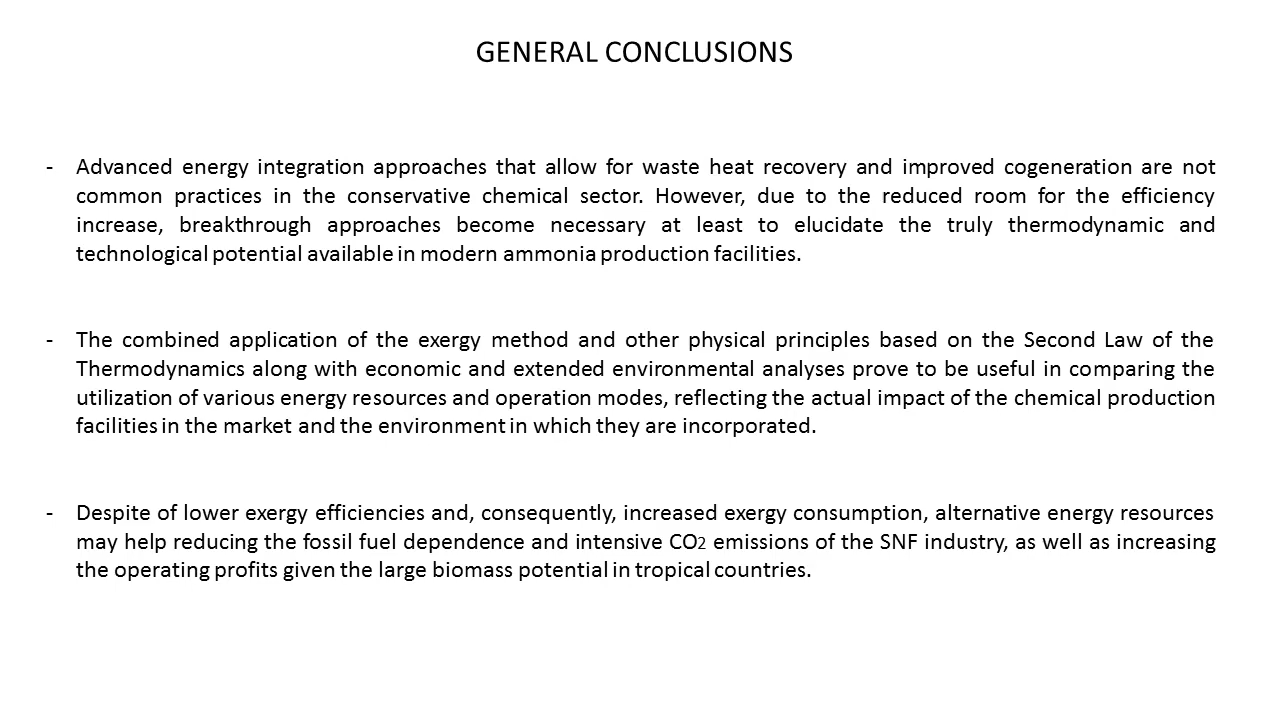 GENERAL CONCLUSIONS
- Advanced energy integration approaches that allow for waste heat recovery and improved cogeneration are not
common practices in the conservative chemical sector. However, due to the reduced room for the efficiency
increase, breakthrough approaches become necessary at least to elucidate the truly thermodynamic and
technological potential available in modern ammonia production facilities.
- The combined application of the exergy method and other physical principles based on the Second Law of the
Thermodynamics along with economic and extended environmental analyses prove to be useful in comparing the
utilization of various energy resources and operation modes, reflecting the actual impact of the chemical production
facilities in the market and the environment in which they are incorporated.
- Despite of lower exergy efficiencies and, consequently, increased exergy consumption, alternative energy resources
may help reducing the fossil fuel dependence and intensive CO2 emissions of the SNF industry, as well as increasing
the operating profits given the large biomass potential in tropical countries.